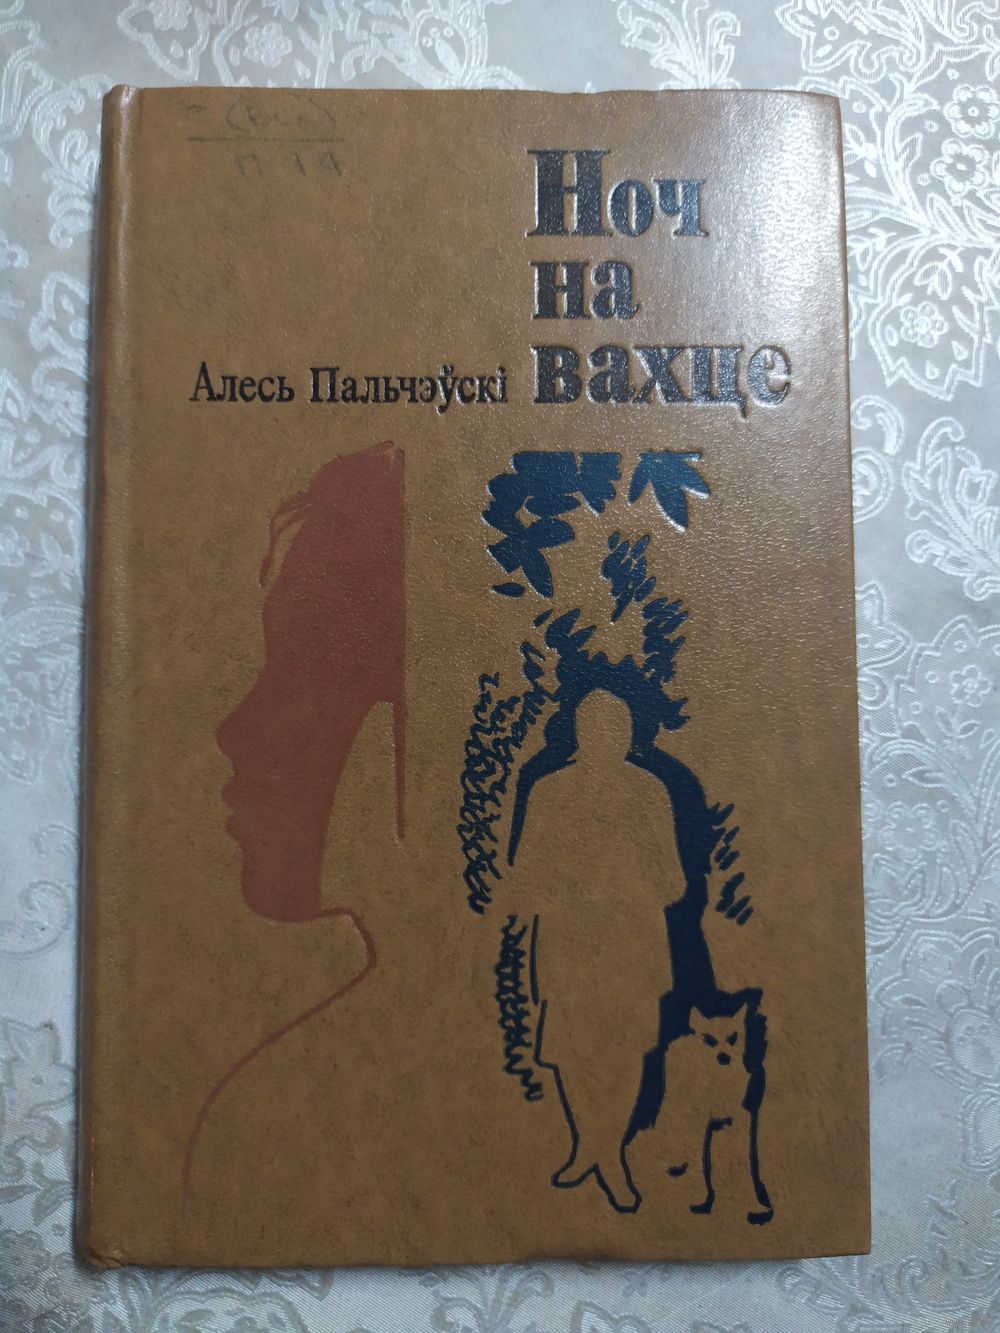 Ноч
на
вахце
Алесь Пальчэўскі